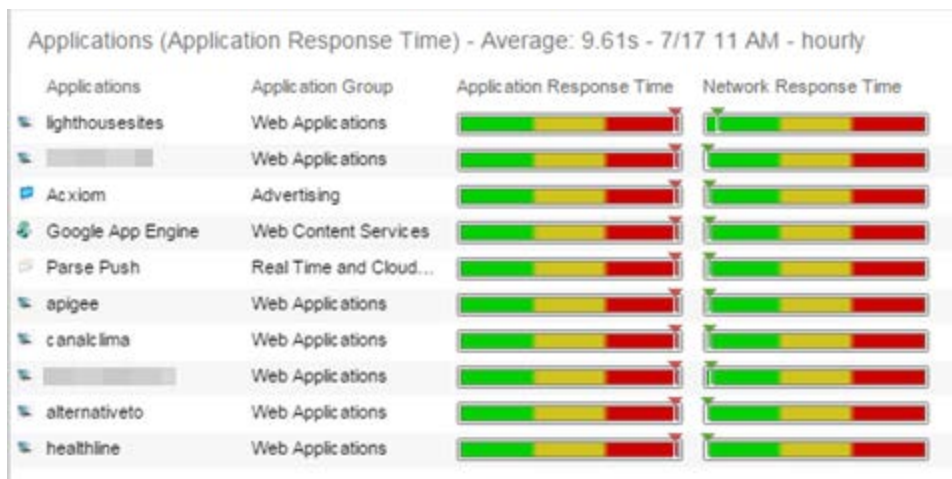 Applications (Application Response Time) - Average: 9.61s - 7/17 11 AM - hourly
Applications Application Group Application Response Time Network Response Time
lighthousesites Web Applications
Web Applications
Acxiom Advertising
Google App Engine Web Content Services
Parse Push Real Time and Cloud...
apigee Web Applications
canalclima Web Applications
Web Applications
alternativeto Web Applications
healthline Web Applications